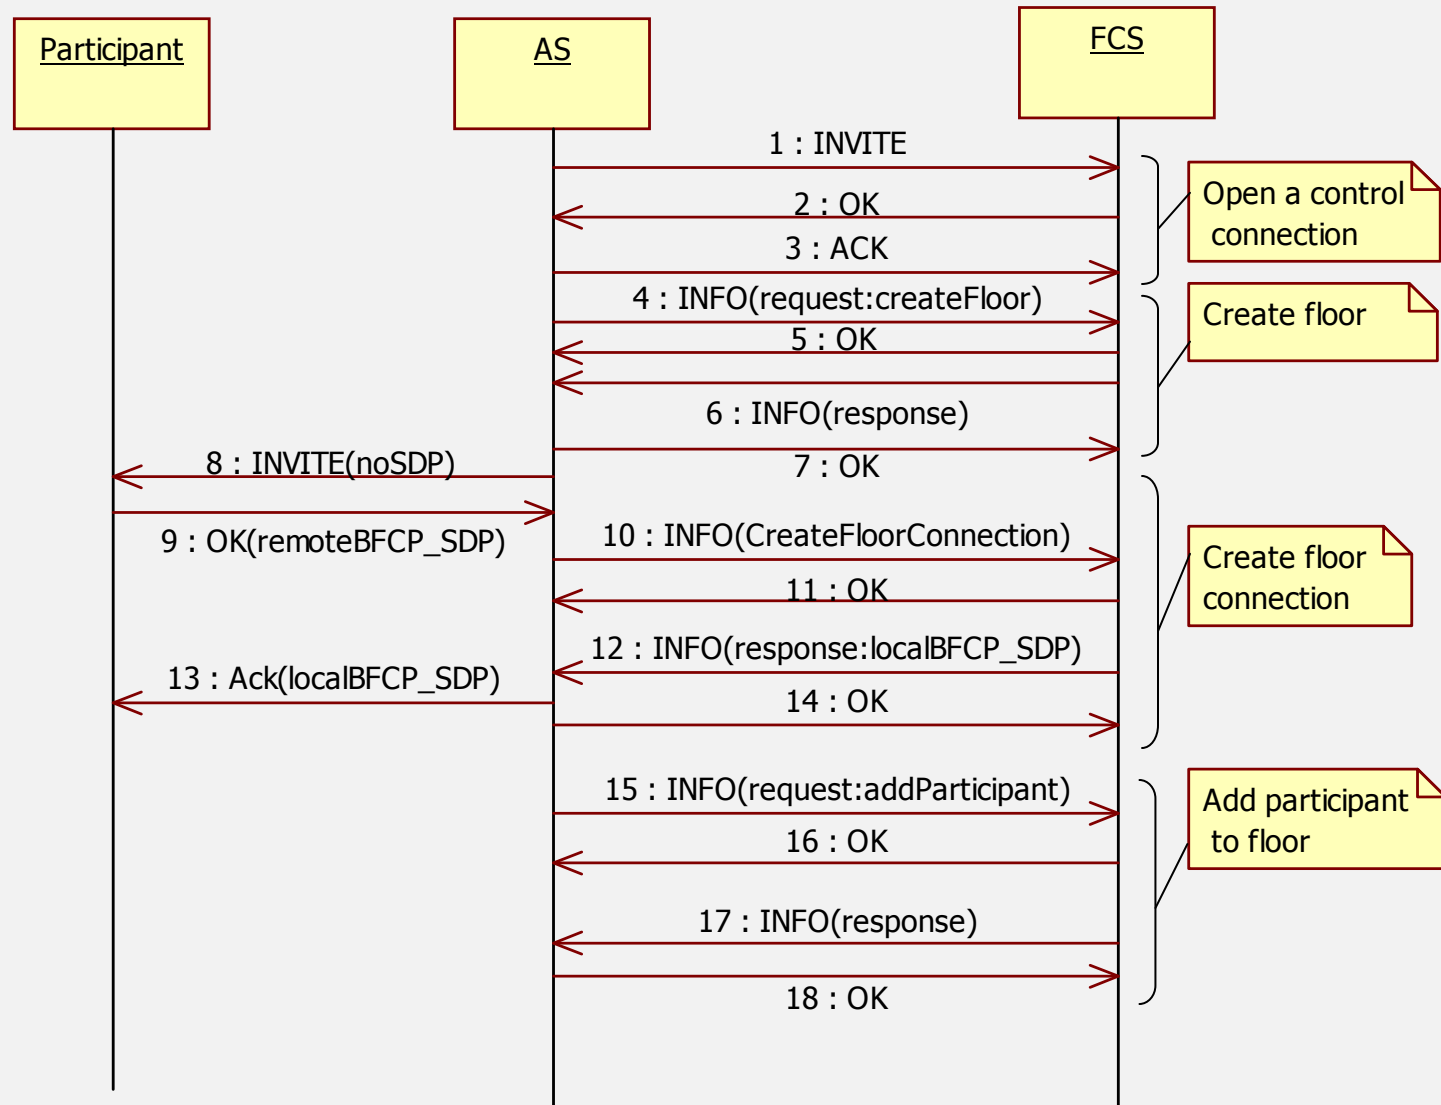 Participant
AS
FCS
1 : INVITE
2 : OK
3 : ACK
Open a control
connection
4 : INFO(request:createFloor)
5 : OK
Create floor
6 : INFO(response)
7 : OK
8 : INVITE(noSDP)
9 : OK(remoteBFCP_SDP)
10 : INFO(CreateFloorConnection)
11 : OK
Create floor
connection
12 : INFO(response:localBFCP_SDP)
13 : Ack(localBFCP_SDP)
14 : OK
15 : INFO(request:addParticipant)
16 : OK
Add participant
to floor
17 : INFO(response)
18 : OK